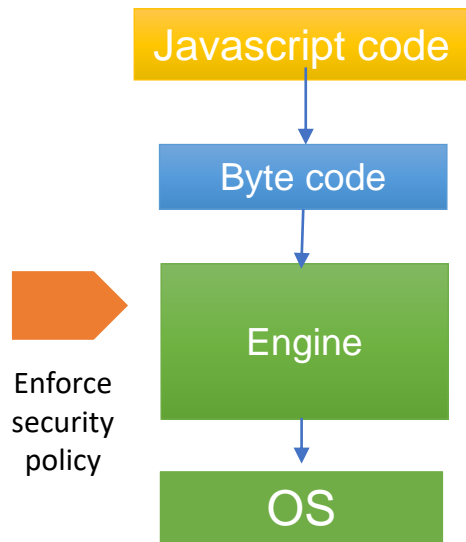 Javascript code
Byte code
Engine
Enforce
security
policy
OS